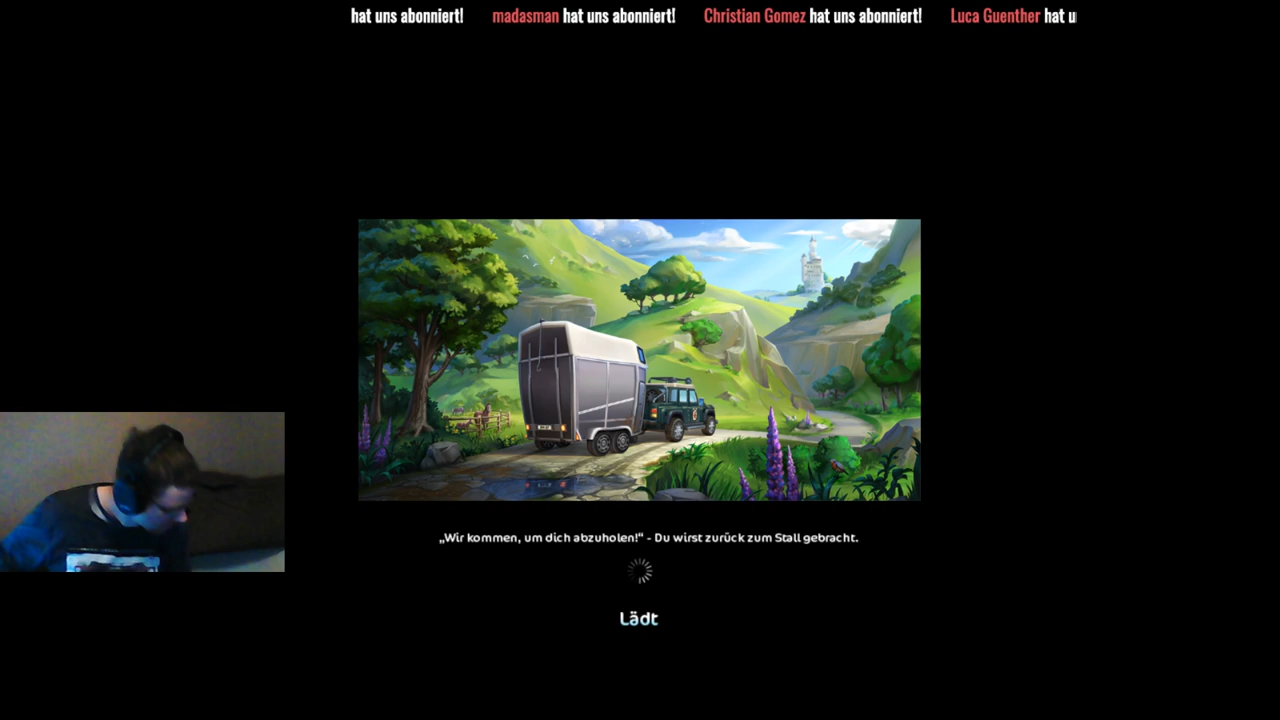 hat uns abonniert! madasman hat uns abonniert! Christian Gomez hat uns abonniert! Luca Guenther hat
„Wir kommen, um dich abzuholen!“ - Du wirst zurück zum Stall gebracht.
Lädt